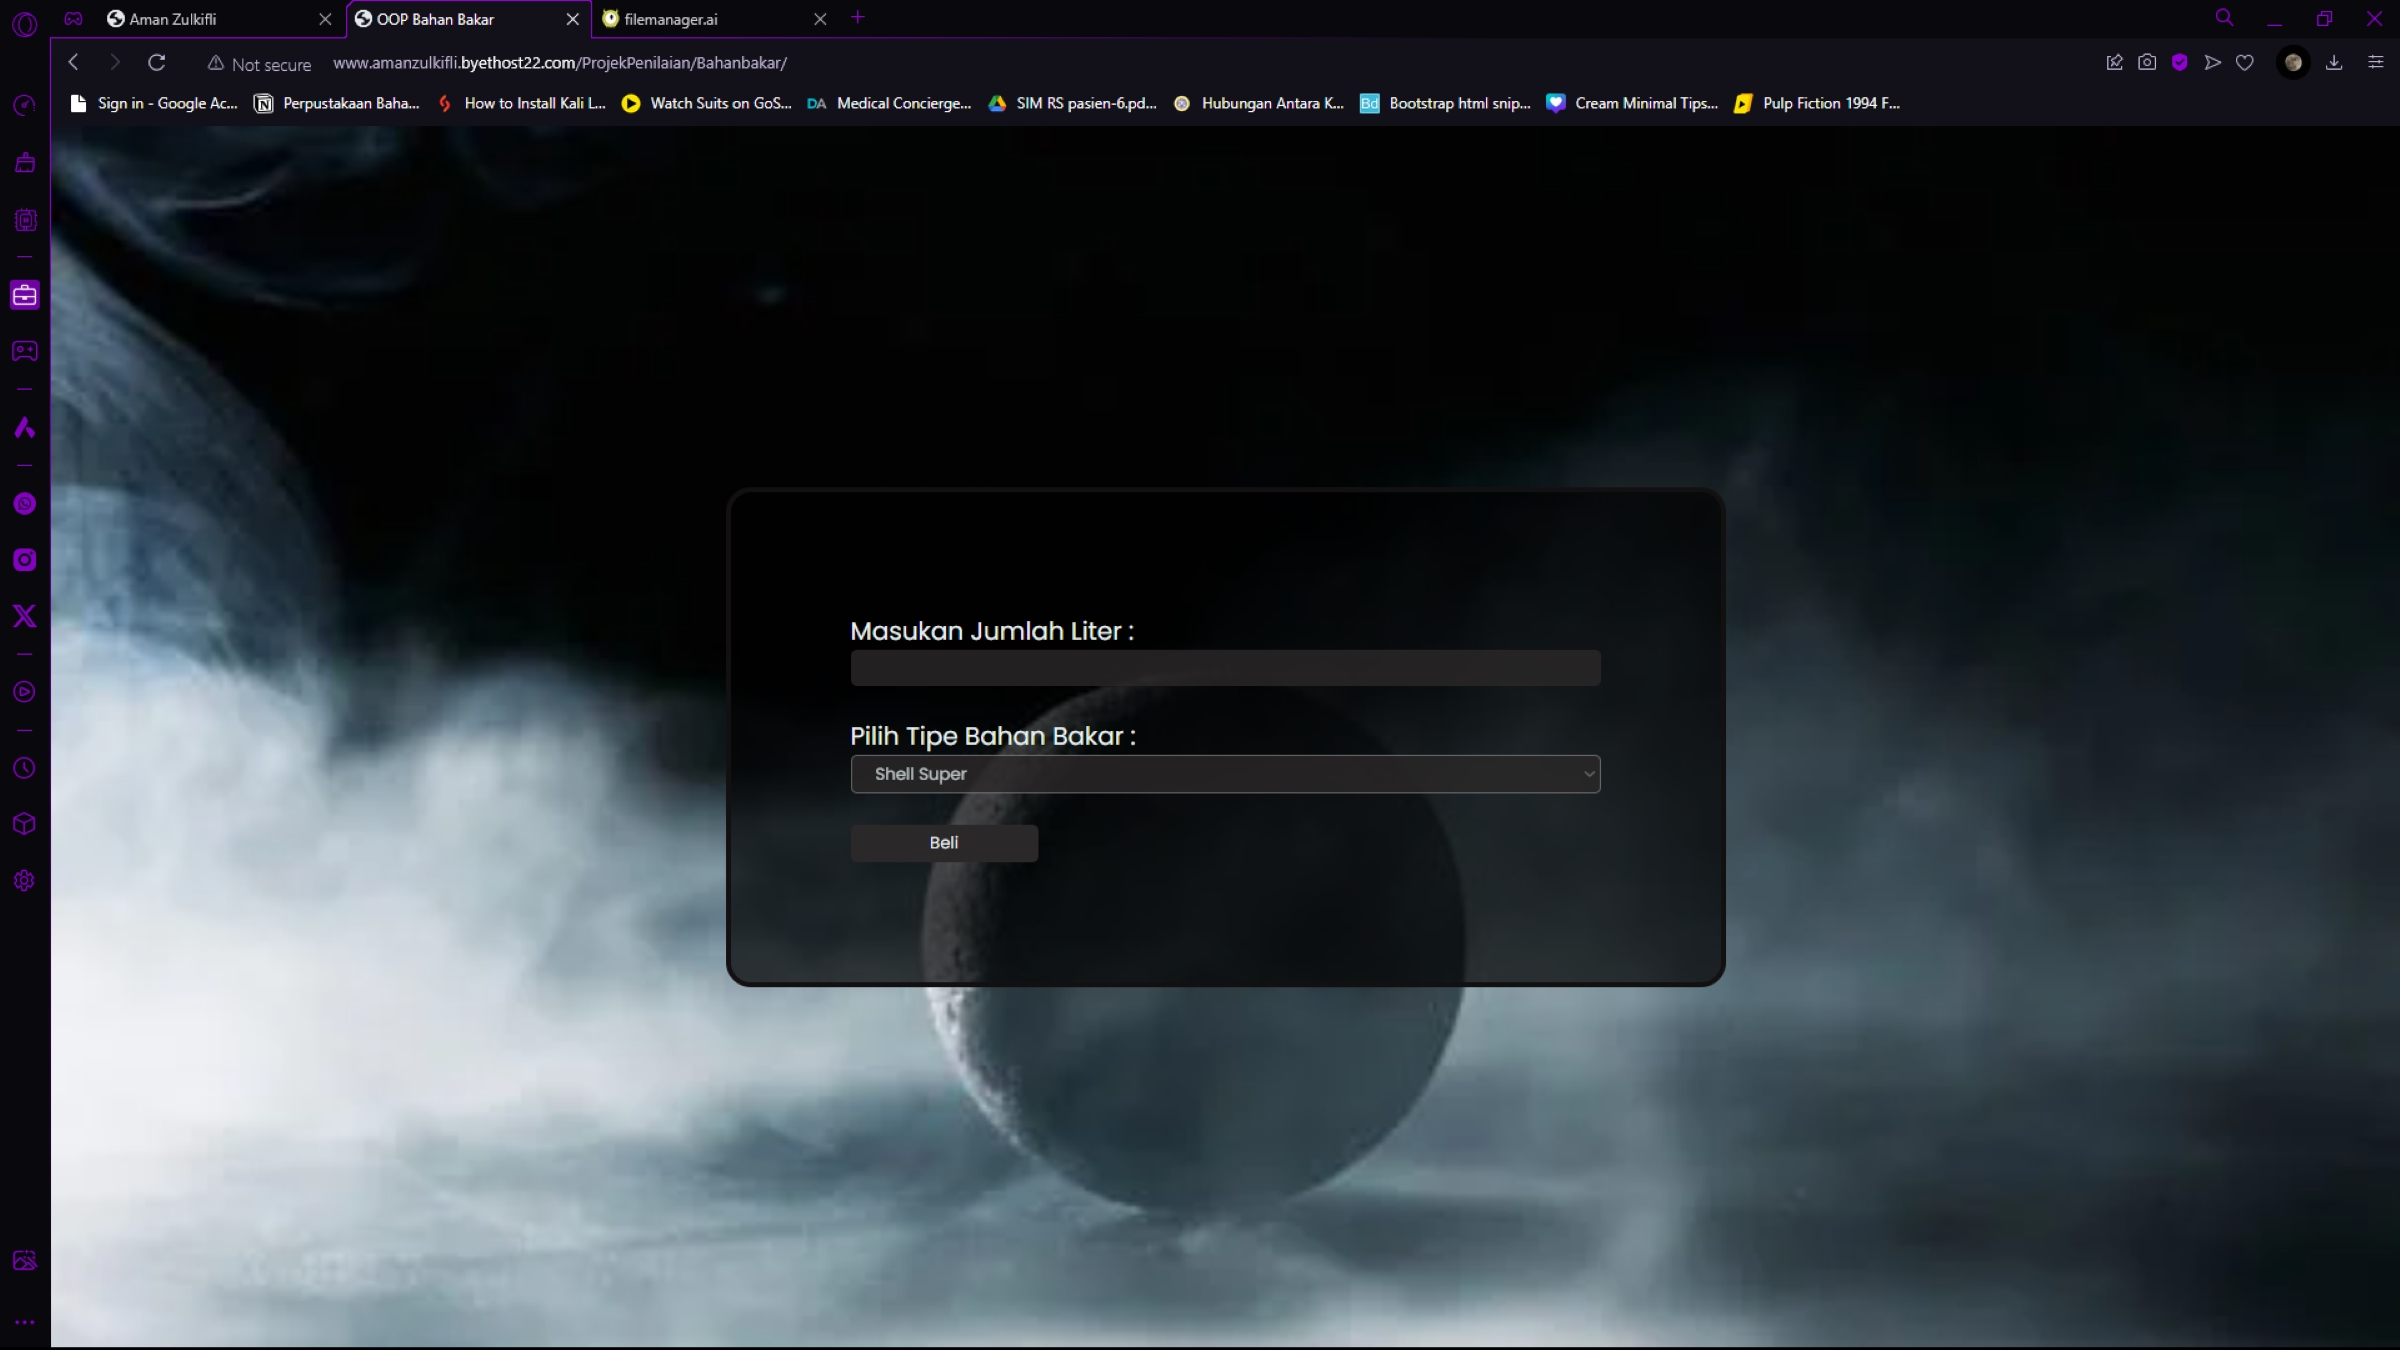 Aman Zulkifli
OOP Bahan Bakar
filemanager.ai
Not secure
www.amanzulkifli.byethost22.com/ProjekPenilaian/Bahanbakar/
Sign in - Google Ac...
Perpustakaan Baha...
How to Install Kali L...
Watch Suits on GoS...
DA
Medical Concierge...
SIM RS pasien-6.pd...
Hubungan Antara K...
Bd
Bootstrap html snip...
Cream Minimal Tips...
Pulp Fiction 1994 F...
Masukan Jumlah Liter :
Pilih Tipe Bahan Bakar :
Shell Super
Beli